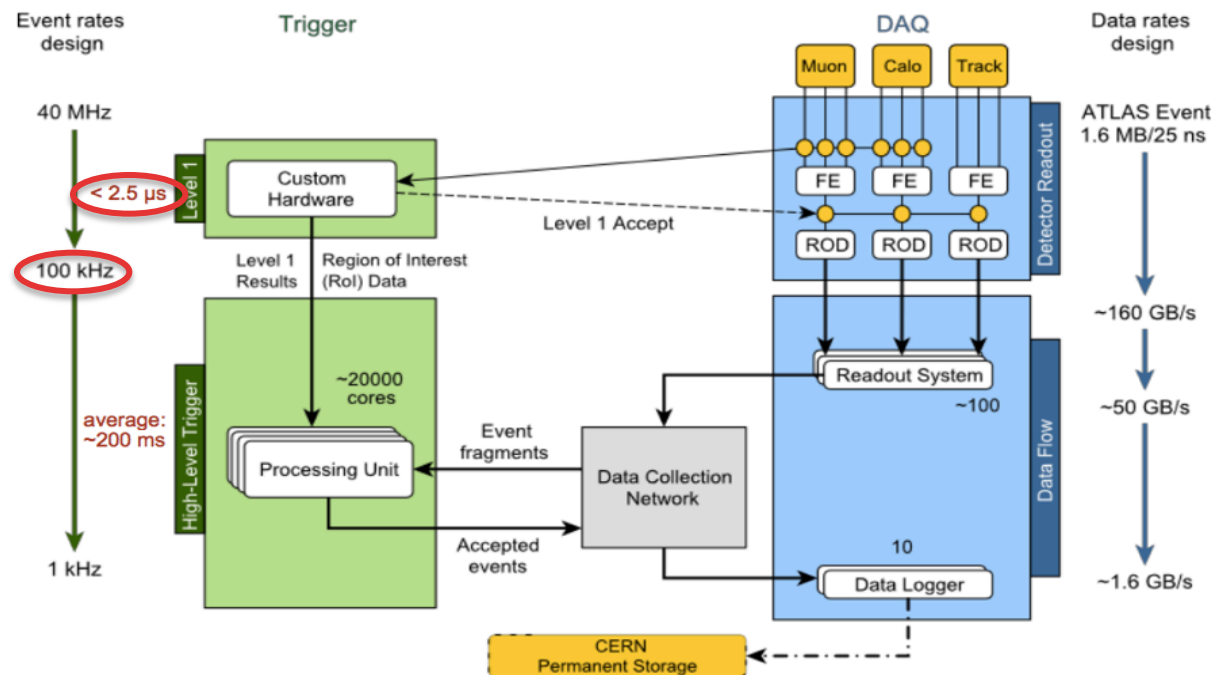 Event rates
design
Trigger
DAQ
Data rates
design
Muon
Calo
Track
40 MHz
ATLAS Event
1.6 MB/25 ns
< 2.5 µs
Level 1
Custom
Hardware
FE
FE
FE
Detector Readout
Level 1 Accept
ROD
ROD
ROD
100 kHz
Level 1
Results
Region of Interest
(RoI) Data
~160 GB/s
~20000
cores
Readout System
~100
~50 GB/s
average:
~200 ms
High-Level Trigger
Processing Unit
Event
fragments
Data Collection
Network
Data Flow
Accepted
events
10
Data Logger
1 kHz
~1.6 GB/s
CERN
Permanent Storage